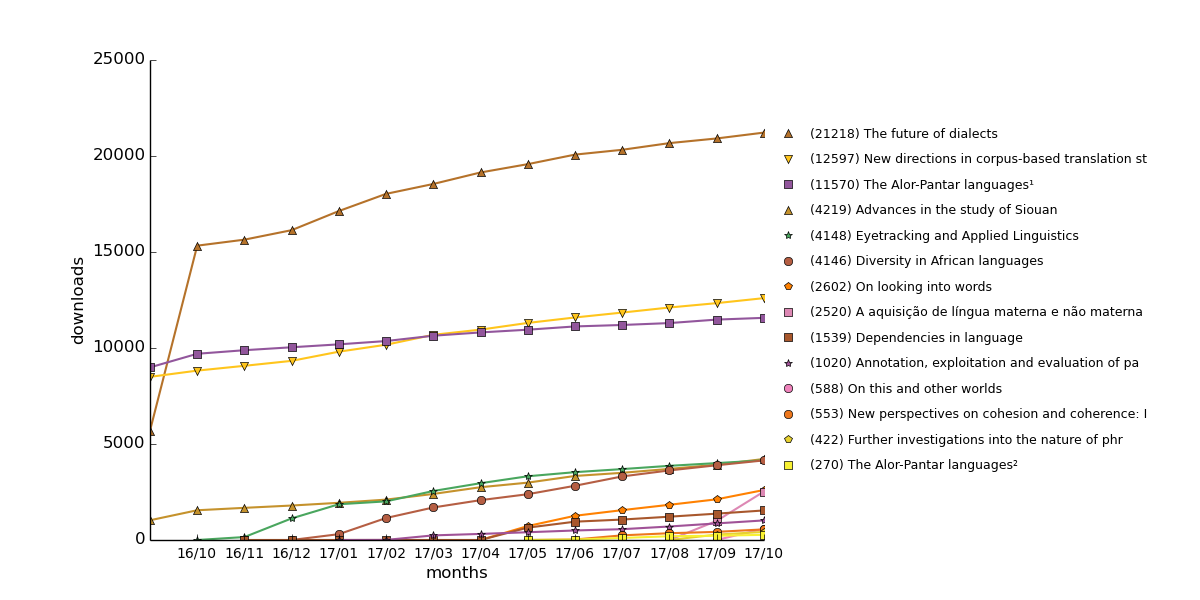 25000
20000
15000
10000
5000
0
downloads
16/10 16/11 16/12 17/01 17/02 17/03 17/04 17/05 17/06 17/07 17/08 17/09 17/10
months
(21218) The future of dialects
(12597) New directions in corpus-based translation st
(11570) The Alor-Pantar languages¹
(4219) Advances in the study of Siouan
(4148) Eyetracking and Applied Linguistics
(4146) Diversity in African languages
(2602) On looking into words
(2520) A aquisição de língua materna e não materna
(1539) Dependencies in language
(1020) Annotation, exploitation and evaluation of pa
(588) On this and other worlds
(553) New perspectives on cohesion and coherence: I
(422) Further investigations into the nature of phr
(270) The Alor-Pantar languages²